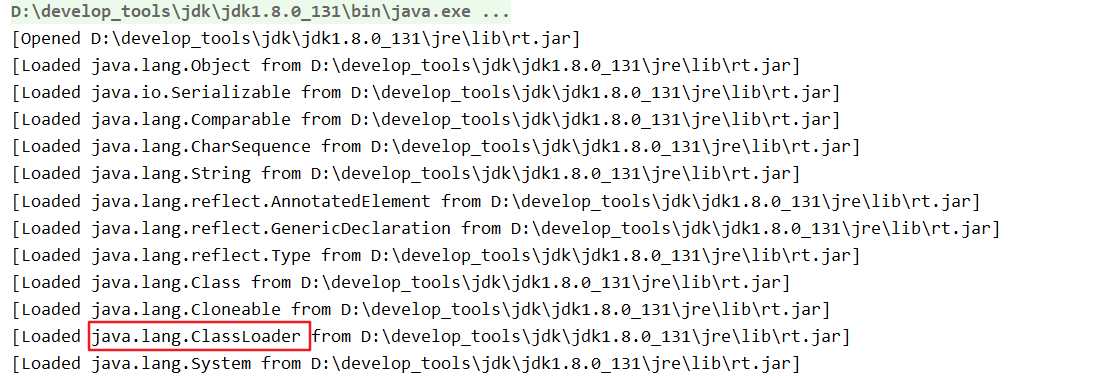 D:\develop_tools\jdk\jdk1.8.0_131\bin\java.exe ...
[Opened D:\develop_tools\jdk\jdk1.8.0_131\jre\lib\rt.jar]
[Loaded java.lang.Object from D:\develop_tools\jdk\jdk1.8.0_131\jre\lib\rt.jar]
[Loaded java.io.Serializable from D:\develop_tools\jdk\jdk1.8.0_131\jre\lib\rt.jar]
[Loaded java.lang.Comparable from D:\develop_tools\jdk\jdk1.8.0_131\jre\lib\rt.jar]
[Loaded java.lang.CharSequence from D:\develop_tools\jdk\jdk1.8.0_131\jre\lib\rt.jar]
[Loaded java.lang.String from D:\develop_tools\jdk\jdk1.8.0_131\jre\lib\rt.jar]
[Loaded java.lang.reflect.AnnotatedElement from D:\develop_tools\jdk\jdk1.8.0_131\jre\lib\rt.jar]
[Loaded java.lang.reflect.GenericDeclaration from D:\develop_tools\jdk\jdk1.8.0_131\jre\lib\rt.jar]
[Loaded java.lang.reflect.Type from D:\develop_tools\jdk\jdk1.8.0_131\jre\lib\rt.jar]
[Loaded java.lang.Class from D:\develop_tools\jdk\jdk1.8.0_131\jre\lib\rt.jar]
[Loaded java.lang.Cloneable from D:\develop_tools\jdk\jdk1.8.0_131\jre\lib\rt.jar]
[Loaded java.lang.ClassLoader from D:\develop_tools\jdk\jdk1.8.0_131\jre\lib\rt.jar]
[Loaded java.lang.System from D:\develop_tools\jdk\jdk1.8.0_131\jre\lib\rt.jar]